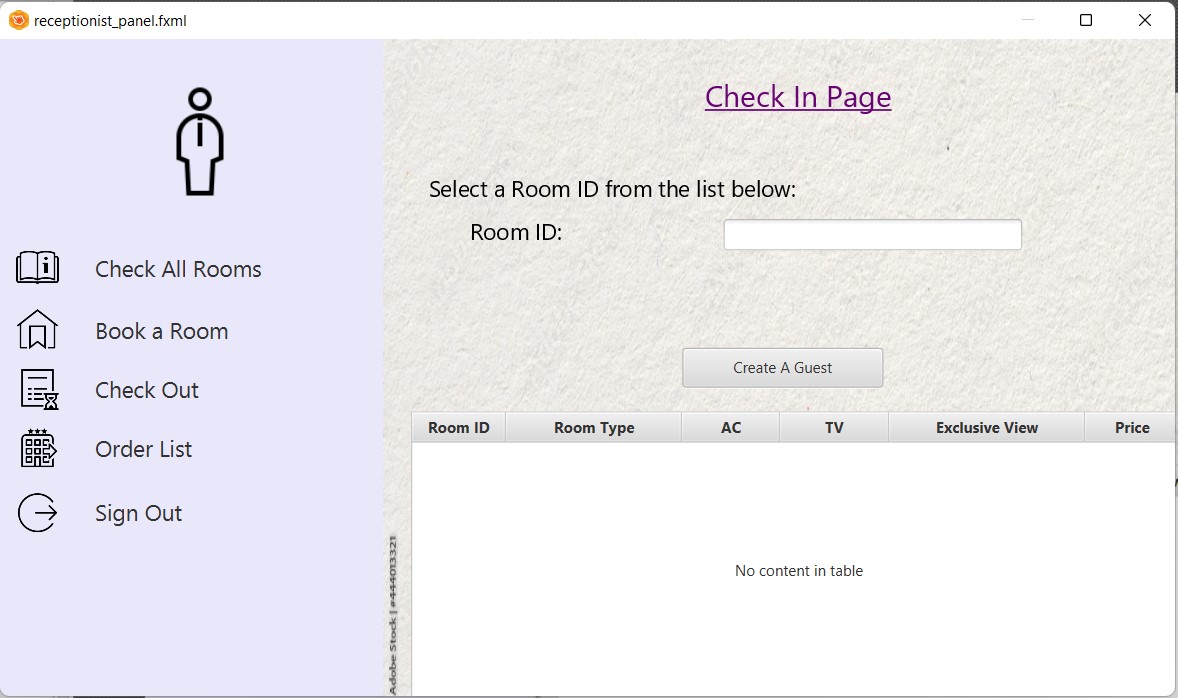 receptionist_panel.fxml
Check In Page
Select a Room ID from the list below:
Room ID:
Check All Rooms
Book a Room
Check Out
Order List
Sign Out
Create A Guest
Room ID Room Type AC TV Exclusive View Price
No content in table
Adobe Stock | #444013321